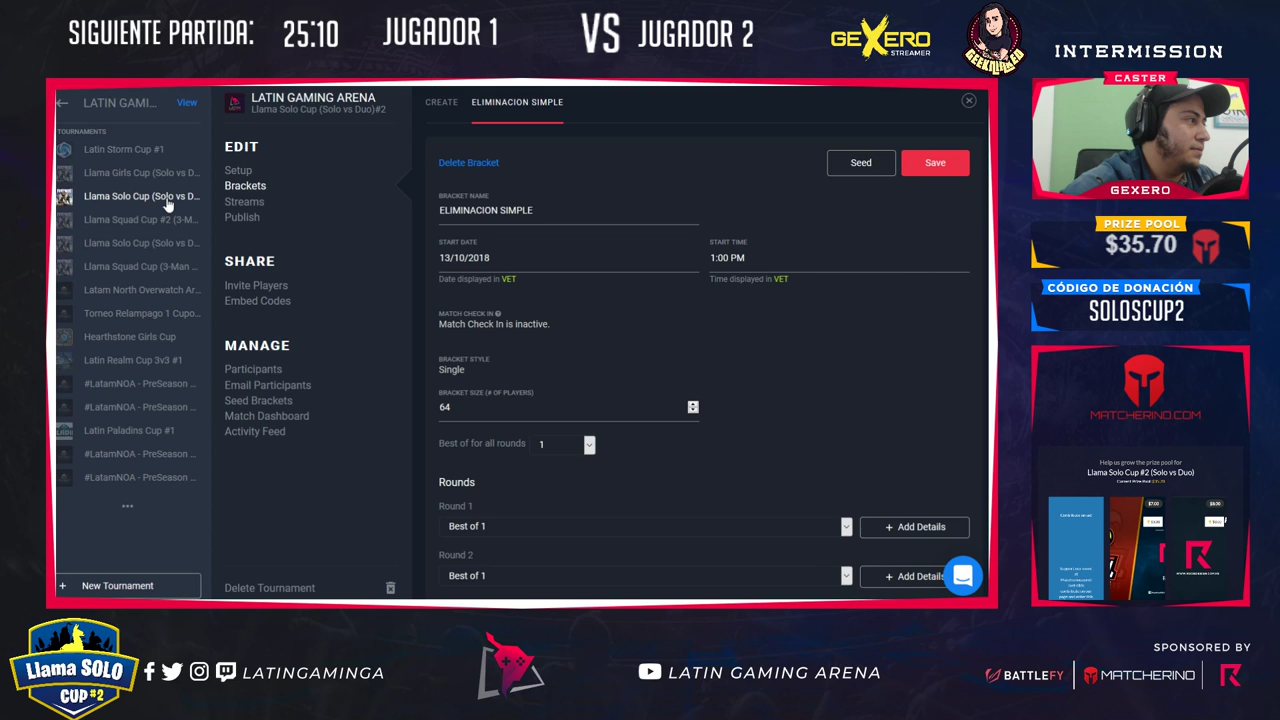 SIGUIENTE PARTIDA: 25:10 JUGADOR 1 VS JUGADOR 2
GEXERO
STREAMER
GEEKILLMEO
INTERMISSION
LATIN GAMI... View
TOURNAMENTS
Latin Storm Cup #1
Llama Girls Cup (Solo vs D...
Llama Solo Cup (Solo vs D...
Llama Squad Cup #2 (3-M...
Llama Solo Cup (Solo vs D...
Llama Squad Cup (3-Man ...
Latam North Overwatch Ar...
Torneo Relampago 1 Cupo...
Hearthstone Girls Cup
Latin Realm Cup 3v3 #1
#LatamNOA - PreSeason ...
#LatamNOA - PreSeason ...
Latin Paladins Cup #1
#LatamNOA - PreSeason ...
#LatamNOA - PreSeason ...
...
+ New Tournament
LATIN GAMING ARENA
Llama Solo Cup (Solo vs Duo)#2
EDIT
Setup
Brackets
Streams
Publish
SHARE
Invite Players
Embed Codes
MANAGE
Participants
Email Participants
Seed Brackets
Match Dashboard
Activity Feed
Delete Tournament
CREATE ELIMINACION SIMPLE
Delete Bracket Seed Save
BRACKET NAME
ELIMINACION SIMPLE
START DATE START TIME
13/10/2018 1:00 PM
Date displayed in VET Time displayed in VET
MATCH CHECK IN
Match Check In is inactive.
BRACKET STYLE
Single
BRACKET SIZE (# OF PLAYERS)
64
Best of for all rounds 1
Rounds
Round 1
Best of 1 + Add Details
Round 2
Best of 1 + Add Details
CASTER
GEXERO
PRIZE POOL
$35.70
CÓDIGO DE DONACIÓN
SOLOSCUP2
MATCHERINO.COM
Help us grow the prize pool for
Llama Solo Cup #2 (Solo vs Duo)
Llama SOLO
CUP #2
LATINGAMINGA
LATIN GAMING ARENA
SPONSORED BY
BATTLEFY MATCHERINO